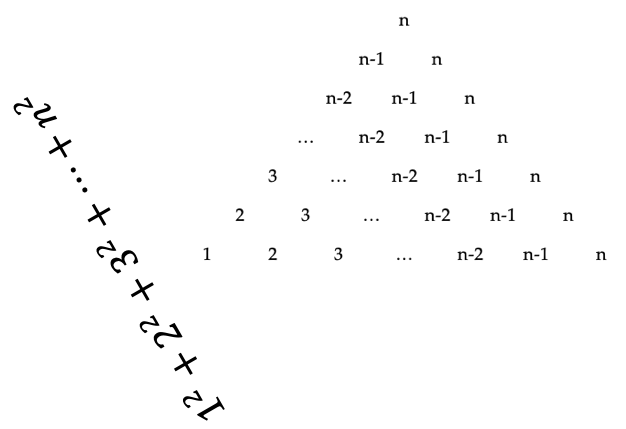 n
n-1 n
n-2 n-1 n
… n-2 n-1 n
3 … n-2 n-1 n
2 3 … n-2 n-1 n
1 2 3 … n-2 n-1 n
1² + 2² + 3² + … + n²